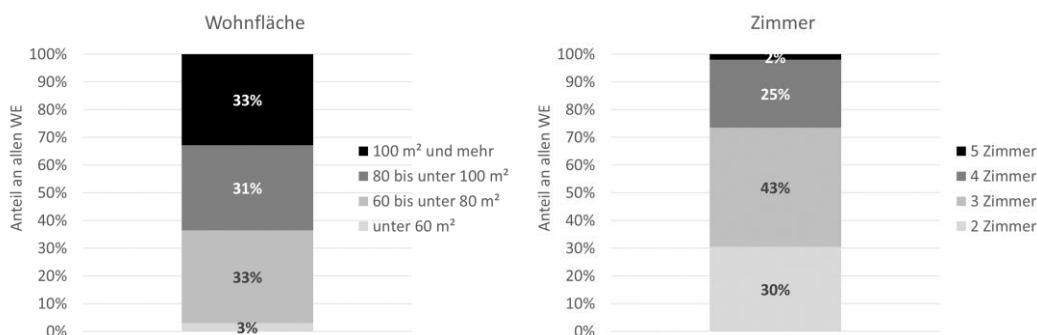 Wohnfläche
Anteil an allen WE
100%
90%
80%
70%
60%
50%
40%
30%
20%
10%
0%
33%
31%
33%
3%
100 m² und mehr
80 bis unter 100 m²
60 bis unter 80 m²
unter 60 m²
Zimmer
Anteil an allen WE
100%
90%
80%
70%
60%
50%
40%
30%
20%
10%
0%
2%
25%
43%
30%
5 Zimmer
4 Zimmer
3 Zimmer
2 Zimmer